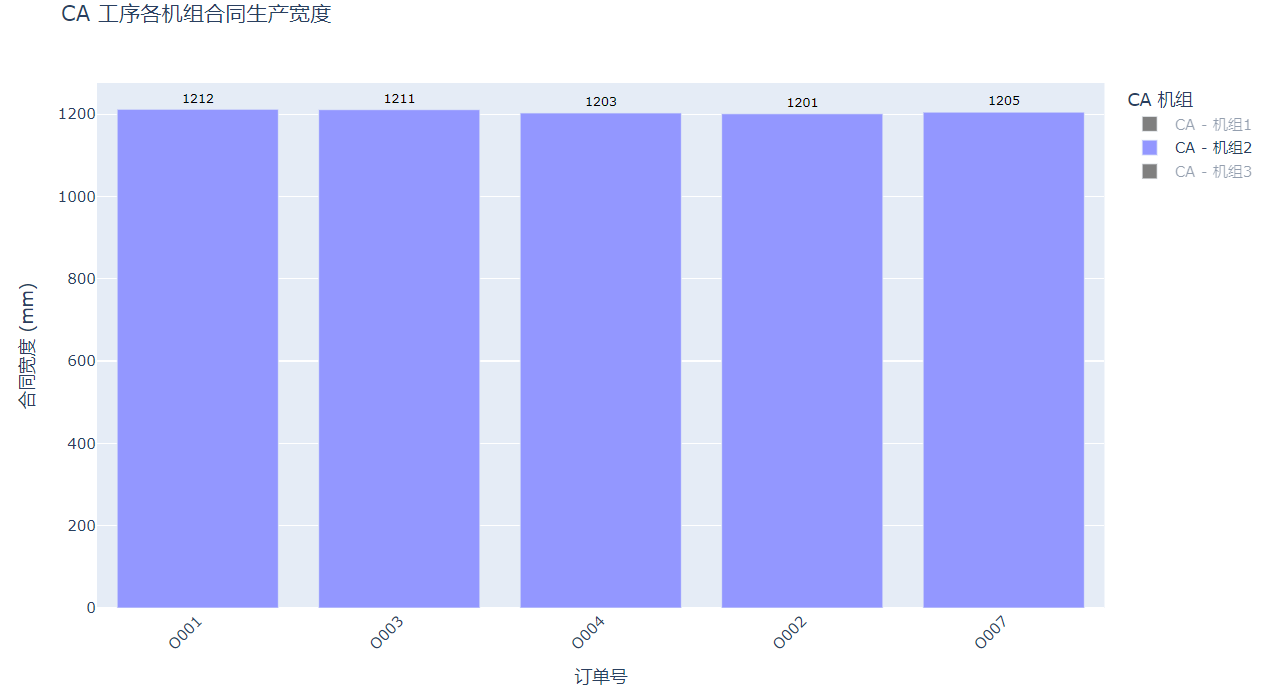 CA 工序各机组合同生产宽度
1212
1211
1203
1201
1205
1200
1000
800
600
400
200
0
合同宽度 (mm)
O001
O003
O004
O002
O007
订单号
CA 机组
CA - 机组1
CA - 机组2
CA - 机组3